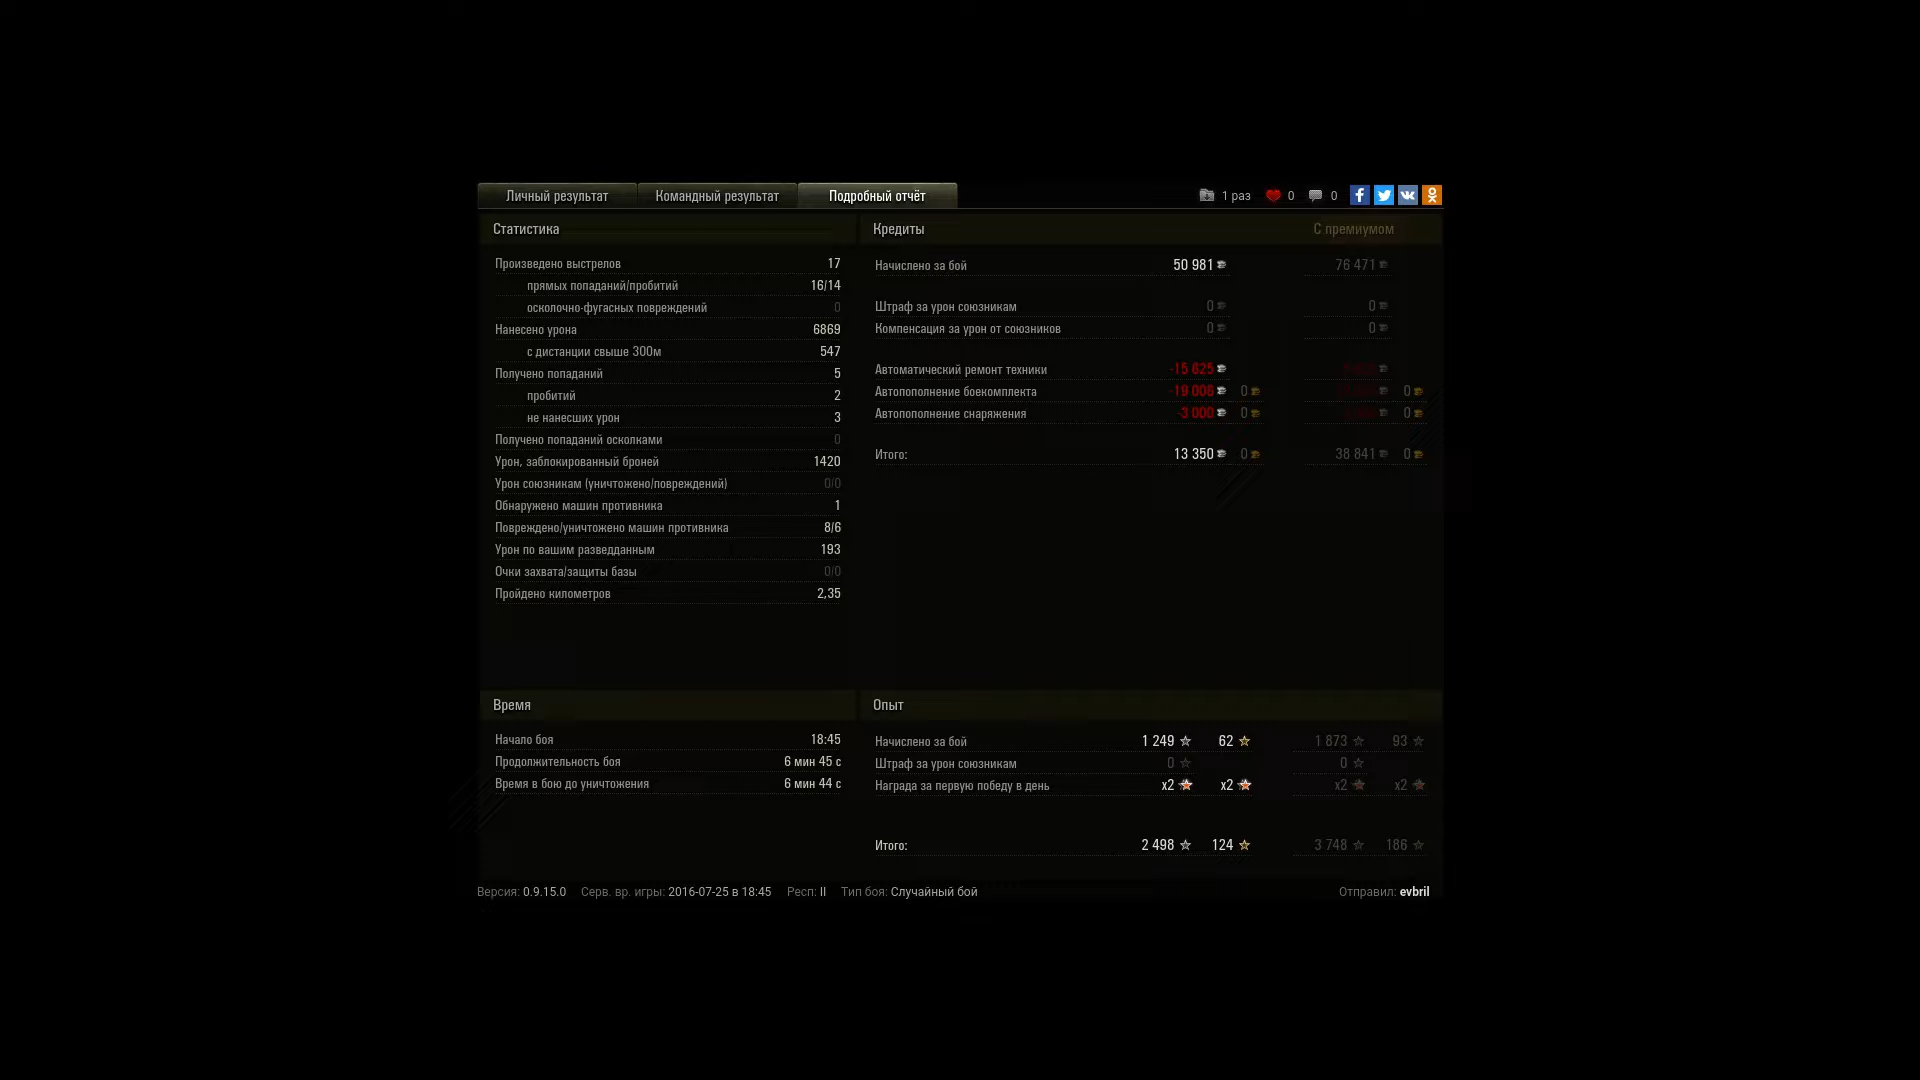 Личный результат Командный результат Подробный отчёт 1 раз 0 0
Статистика
Произведено выстрелов 17
прямых попаданий/пробитий 16/14
осколочно-фугасных повреждений 0
Нанесено урона 6869
с дистанции свыше 300м 547
Получено попаданий 5
пробитий 2
не нанесших урон 3
Получено попаданий осколками 0
Урон, заблокированный броней 1420
Урон союзникам (уничтожено/повреждений) 0/0
Обнаружено машин противника 1
Повреждено/уничтожено машин противника 8/6
Урон по вашим разведданным 193
Очки захвата/защиты базы 0/0
Пройдено километров 2,35
Кредиты С премиумом
Начислено за бой 50 981 76 471
Штраф за урон союзникам 0 0
Компенсация за урон от союзников 0 0
Автоматический ремонт техники -15 625
Автопополнение боекомплекта -19 006 0 0
Автопополнение снаряжения -3 000 0 0
Итого: 13 350 0 38 841 0
Время
Начало боя 18:45
Продолжительность боя 6 мин 45 с
Время в бою до уничтожения 6 мин 44 с
Опыт
Начислено за бой 1 249 62 1 873 93
Штраф за урон союзникам 0 0
Награда за первую победу в день x2 x2 x2 x2
Итого: 2 498 124 3 748 186
Версия: 0.9.15.0 Серв. вр. игры: 2016-07-25 в 18:45 Респ: II Тип боя: Случайный бой Отправил: evbril